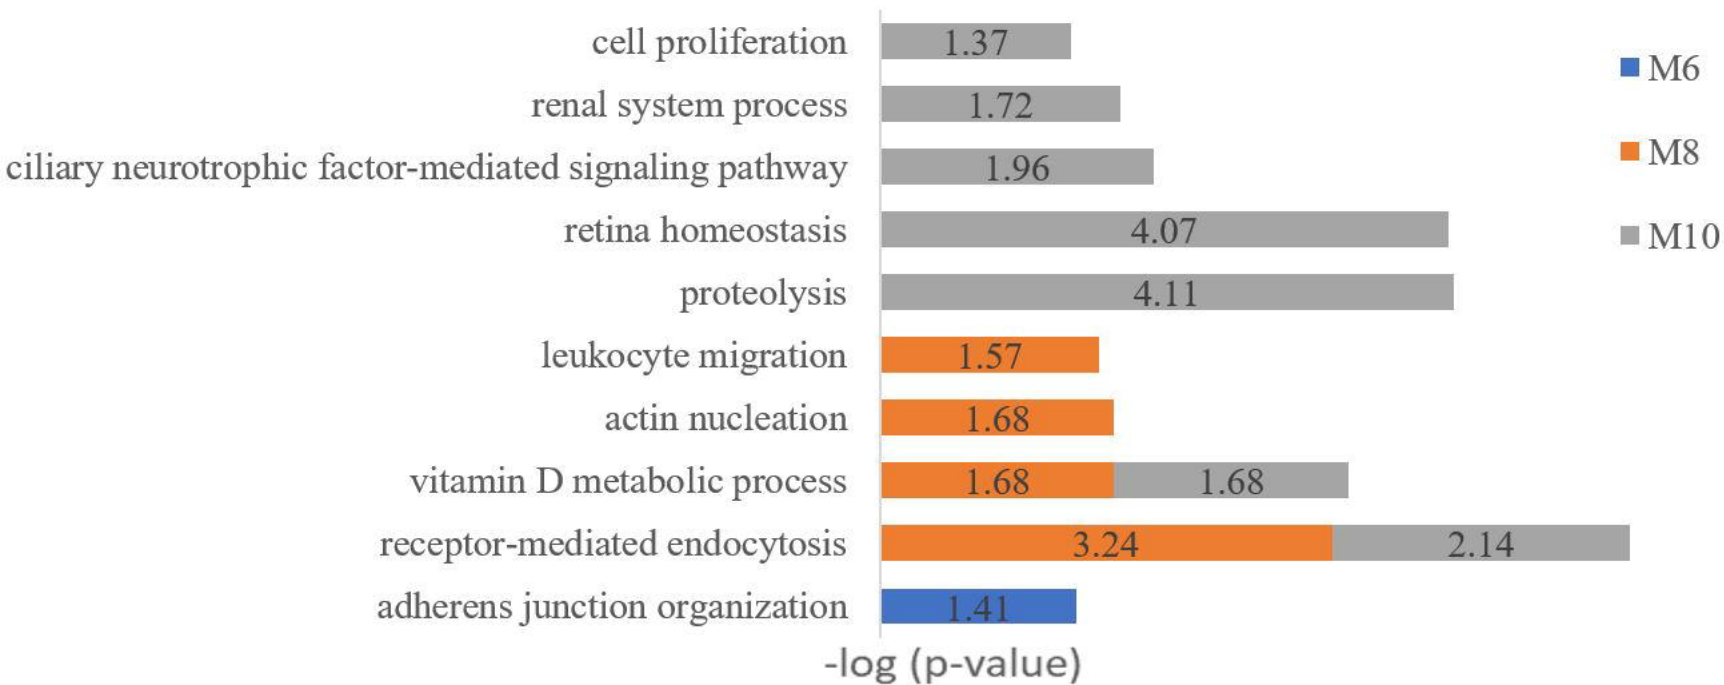 cell proliferation 1.37
renal system process 1.72
ciliary neurotrophic factor-mediated signaling pathway 1.96
retina homeostasis 4.07
proteolysis 4.11
leukocyte migration 1.57
actin nucleation 1.68
vitamin D metabolic process 1.68 1.68
receptor-mediated endocytosis 3.24 2.14
adherens junction organization 1.41
-log (p-value)
M6
M8
M10